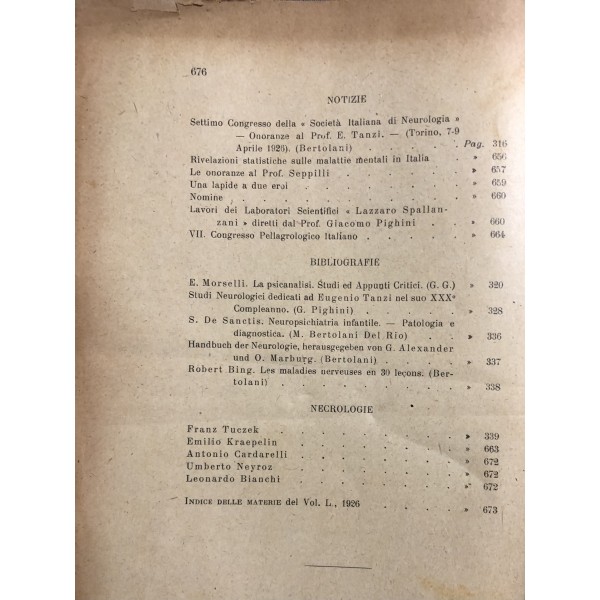 676
NOTIZIE
Settimo Congresso della « Società Italiana di Neurologia »
— Onoranze al Prof. E. Tanzi. — (Torino, 7-9
Aprile 1926). (Bertolani) . . . . . Pag. 316
Rivelazioni statistiche sulle malattie mentali in Italia . » 656
Le onoranze al Prof. Seppilli . . . . . » 657
Una lapide a due eroi . . . . . . » 659
Nomine . . . . . . . . » 660
Lavori dei Laboratori Scientifici « Lazzaro Spallan-
zani » diretti dal Prof. Giacomo Pighini . . » 660
VII. Congresso Pellagrologico Italiano . . . . » 664
BIBLIOGRAFIE
E. Morselli. La psicanalisi. Studi ed Appunti Critici. (G. G.) » 320
Studi Neurologici dedicati ad Eugenio Tanzi nel suo XXX°
Compleanno. (G. Pighini) . . . . . » 328
S. De Sanctis. Neuropsichiatria infantile. — Patologia e
diagnostica. (M. Bertolani Del Rio) . . . » 336
Handbuch der Neurologie, herausgegeben von G. Alexander
und O. Marburg. (Bertolani) . . . . » 337
Robert Bing. Les maladies nerveuses en 30 leçons. (Ber-
tolani) . . . . . . . . » 338
NECROLOGIE
Franz Tuczek . . . . . . . » 339
Emilio Kraepelin . . . . . . . » 663
Antonio Cardarelli . . . . . . » 672
Umberto Neyroz . . . . . . . » 672
Leonardo Bianchi . . . . . . . » 672
INDICE DELLE MATERIE del Vol. L., 1926 . . . . » 673